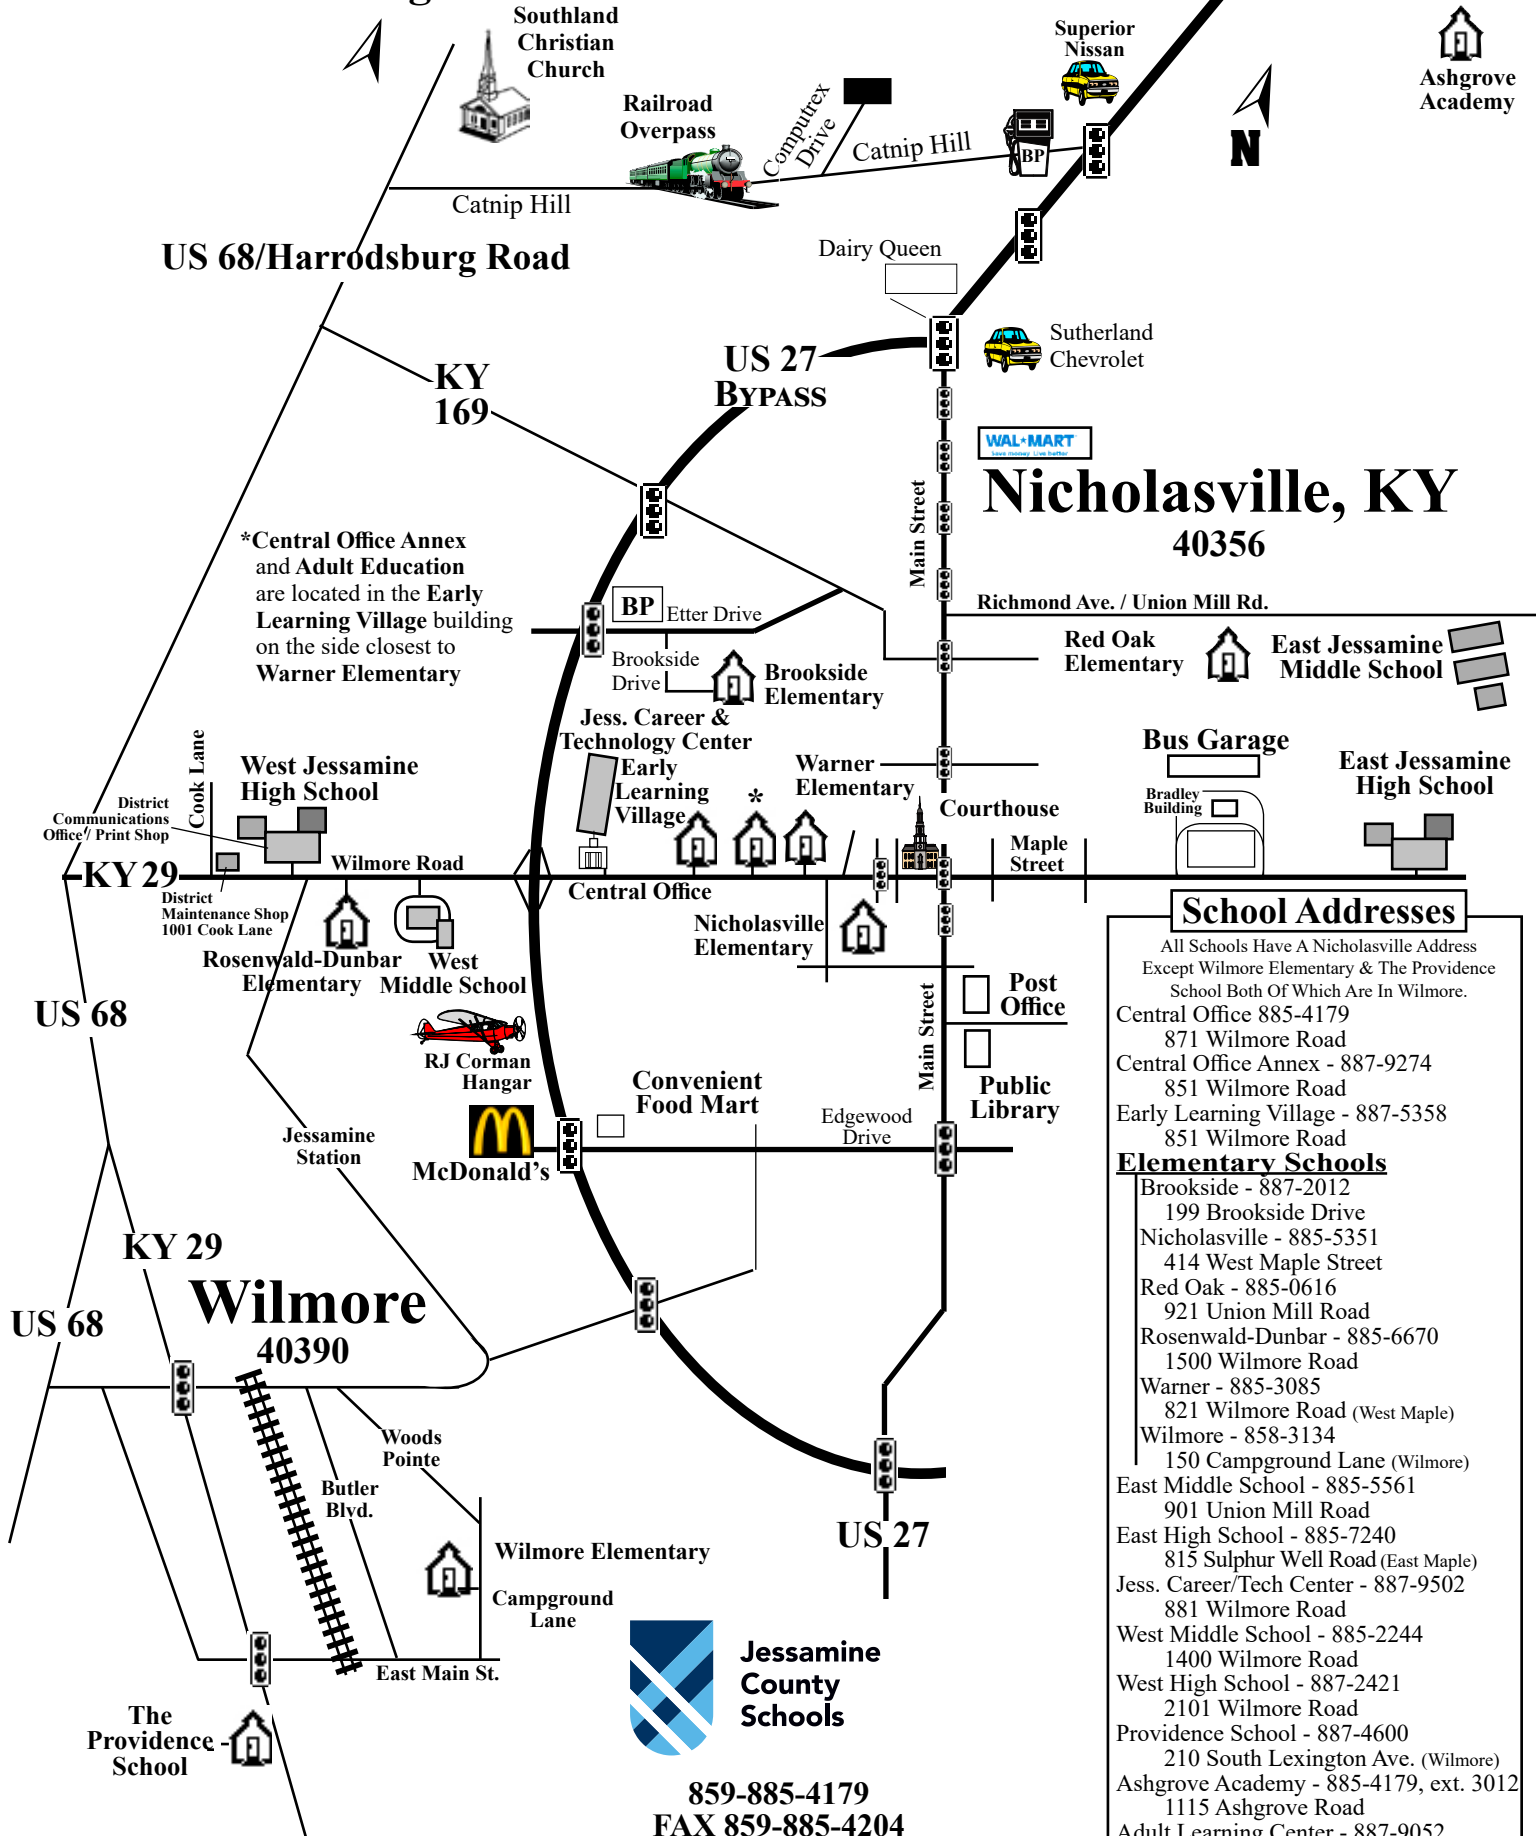 Southland
Christian
Church
Superior
Nissan
Ashgrove
Academy
Railroad
Overpass
Computrex
Drive
Catnip Hill
BP
N
Catnip Hill
US 68/Harrodsburg Road
Dairy Queen
Sutherland
Chevrolet
US 27
BYPASS
KY
169
WAL★MART
Save money. Live better.
Nicholasville, KY
40356
Main Street
*Central Office Annex
and Adult Education
are located in the Early
Learning Village building
on the side closest to
Warner Elementary
BP
Etter Drive
Richmond Ave. / Union Mill Rd.
Brookside
Drive
Brookside
Elementary
Red Oak
Elementary
East Jessamine
Middle School
Jess. Career &
Technology Center
Early
Learning
Village
*
Warner
Elementary
Courthouse
Bus Garage
Bradley
Building
East Jessamine
High School
Cook Lane
West Jessamine
High School
District
Communications
Office / Print Shop
KY 29
Wilmore Road
Central Office
Maple
Street
District
Maintenance Shop
1001 Cook Lane
Rosenwald-Dunbar
Elementary
West
Middle School
Nicholasville
Elementary
US 68
RJ Corman
Hangar
Main Street
Post
Office
Public
Library
Convenient
Food Mart
Edgewood
Drive
McDonald's
Jessamine
Station
KY 29
US 68
Wilmore
40390
Woods
Pointe
Butler
Blvd.
US 27
Wilmore Elementary
Campground
Lane
East Main St.
The
Providence
School
Jessamine
County
Schools
859-885-4179
FAX 859-885-4204
School Addresses
All Schools Have A Nicholasville Address
Except Wilmore Elementary & The Providence
School Both Of Which Are In Wilmore.
Central Office 885-4179
871 Wilmore Road
Central Office Annex - 887-9274
851 Wilmore Road
Early Learning Village - 887-5358
851 Wilmore Road
Elementary Schools
Brookside - 887-2012
199 Brookside Drive
Nicholasville - 885-5351
414 West Maple Street
Red Oak - 885-0616
921 Union Mill Road
Rosenwald-Dunbar - 885-6670
1500 Wilmore Road
Warner - 885-3085
821 Wilmore Road (West Maple)
Wilmore - 858-3134
150 Campground Lane (Wilmore)
East Middle School - 885-5561
901 Union Mill Road
East High School - 885-7240
815 Sulphur Well Road (East Maple)
Jess. Career/Tech Center - 887-9502
881 Wilmore Road
West Middle School - 885-2244
1400 Wilmore Road
West High School - 887-2421
2101 Wilmore Road
Providence School - 887-4600
210 South Lexington Ave. (Wilmore)
Ashgrove Academy - 885-4179, ext. 3012
1115 Ashgrove Road
Adult Learning Center - 887-9052